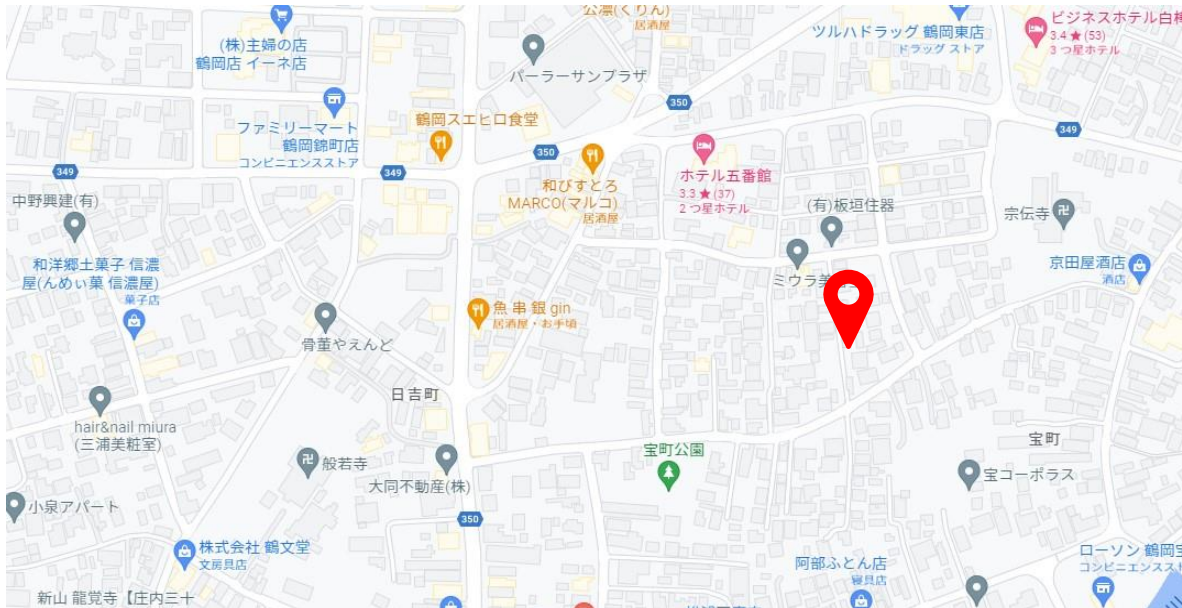 公凛(くりん)
居酒屋
(株)主婦の店
鶴岡店 イーネ店
パーラーサンプラザ
ツルハドラッグ 鶴岡東店
ドラッグ ストア
ビジネスホテル白樺
3.4 ★ (53)
3 つ星ホテル
ファミリーマート
鶴岡錦町店
コンビニエンスストア
鶴岡スエヒロ食堂
350
350
349
349
349
和びすとろ
MARCO(マルコ)
居酒屋
ホテル五番館
3.3 ★ (37)
2 つ星ホテル
(有)板垣住器
宗伝寺
中野興建(有)
和洋郷土菓子 信濃
屋(んめぃ菓 信濃屋)
菓子店
ミウラ美
京田屋酒店
酒店
魚 串 銀 gin
居酒屋・お手頃
骨董やえんど
日吉町
hair&nail miura
(三浦美粧室)
宝町公園
宝町
般若寺
大同不動産(株)
宝コーポラス
小泉アパート
350
株式会社 鶴文堂
文房具店
阿部ふとん店
寝具店
ローソン 鶴岡宝
コンビニエンスス
新山 龍覚寺【庄内三十